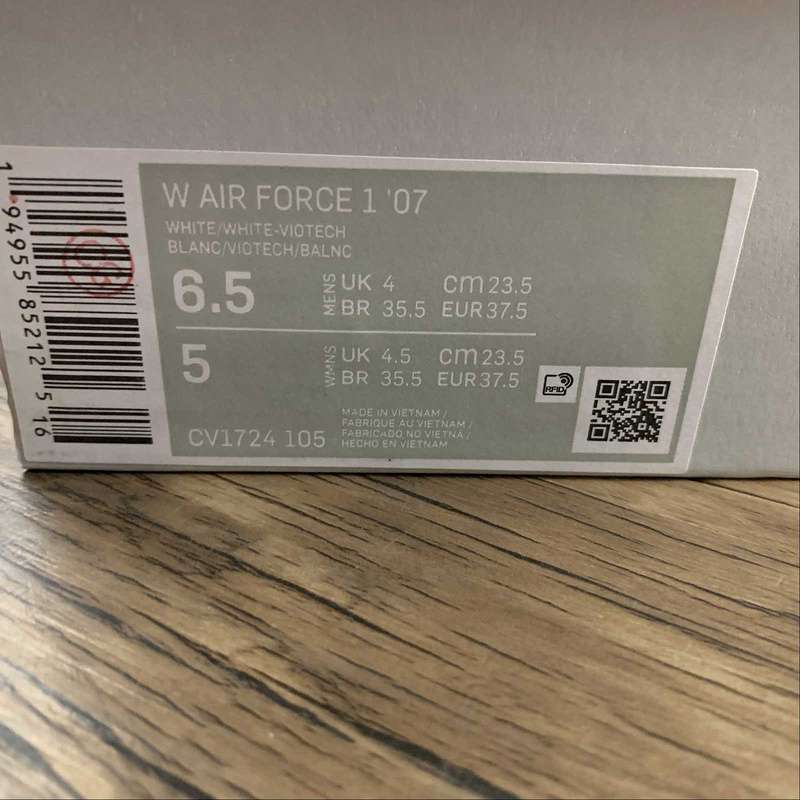 W AIR FORCE 1 '07
WHITE/WHITE-VIOTECH
BLANC/VIOTECH/BALNC
6.5 MENS UK 4 cm 23.5
BR 35.5 EUR 37.5
5 WMNS UK 4.5 cm 23.5
BR 35.5 EUR 37.5
CV1724 105
MADE IN VIETNAM /
FABRIQUE AU VIETNAM /
FABRICADO NO VIETNÃ /
HECHO EN VIETNAM
RFID
1 94955 85212 5 16
CG